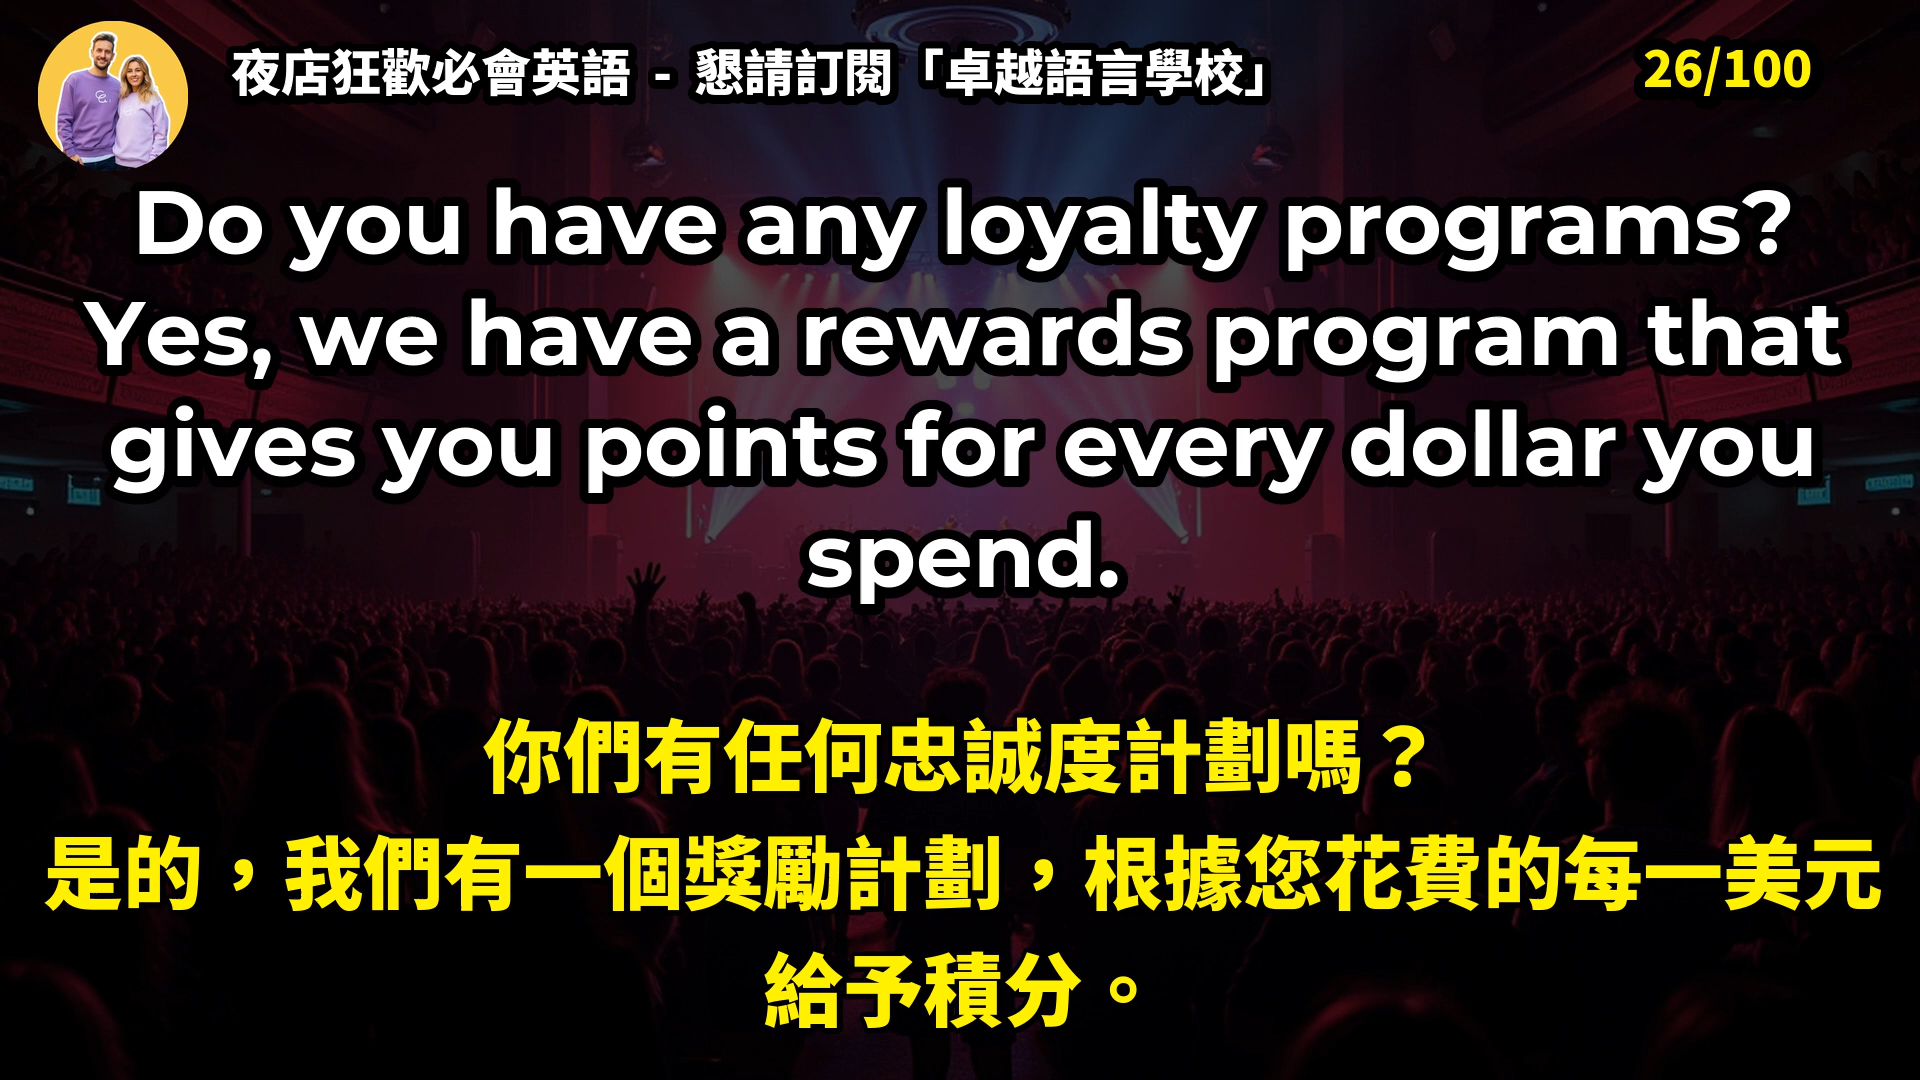 夜店狂歡必會英語 - 懇請訂閱「卓越語言學校」
26/100
Do you have any loyalty programs?
Yes, we have a rewards program that
gives you points for every dollar you
spend.
你們有任何忠誠度計劃嗎？
是的，我們有一個獎勵計劃，根據您花費的每一美元
給予積分。